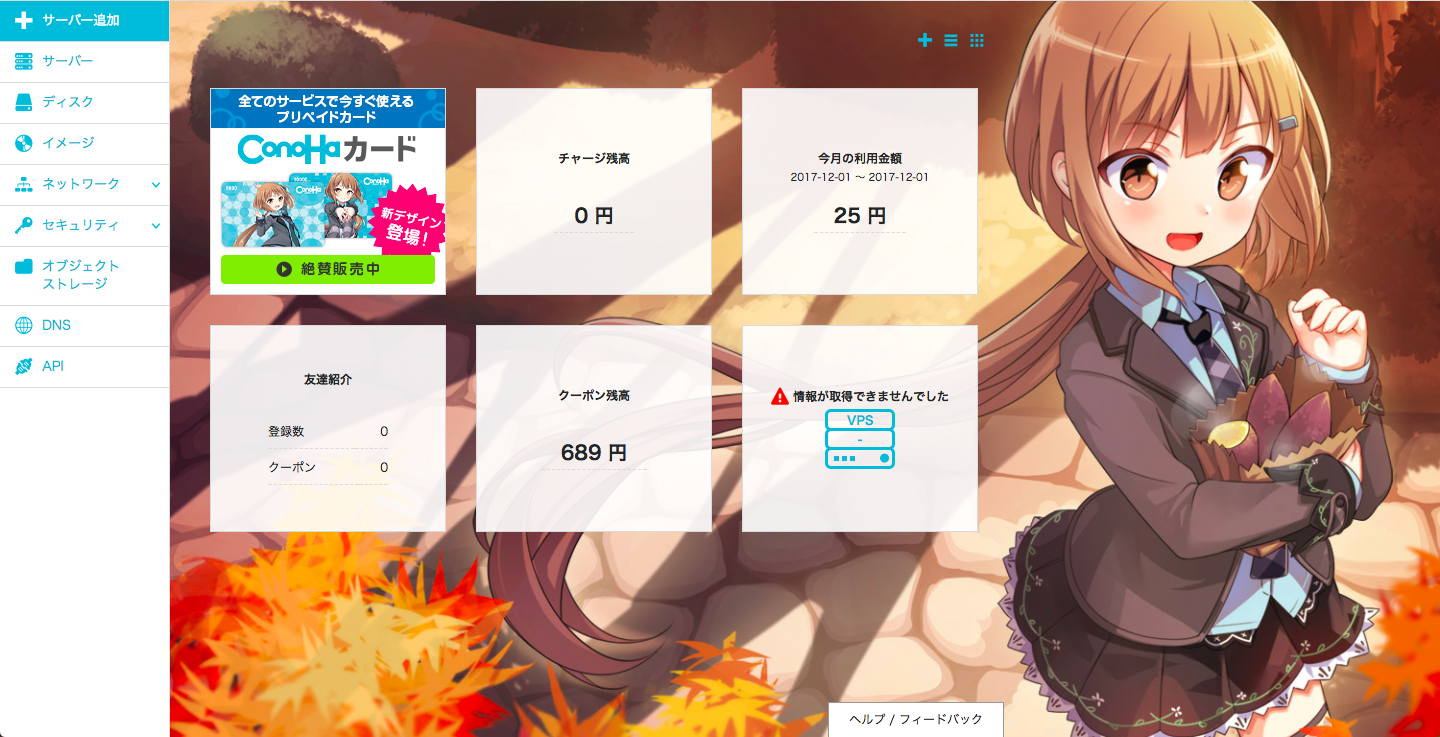 サーバー追加
サーバー
ディスク
イメージ
ネットワーク
セキュリティ
オブジェクト
ストレージ
DNS
API
全てのサービスで今すぐ使える
プリペイドカード
ConoHaカード
ConoHa
ConoHa
新デザイン
登場!
絶賛販売中
チャージ残高
0 円
今月の利用金額
2017-12-01 〜 2017-12-01
25 円
友達紹介
登録数 0
クーポン 0
クーポン残高
689 円
情報が取得できませんでした
VPS
-
ヘルプ / フィードバック